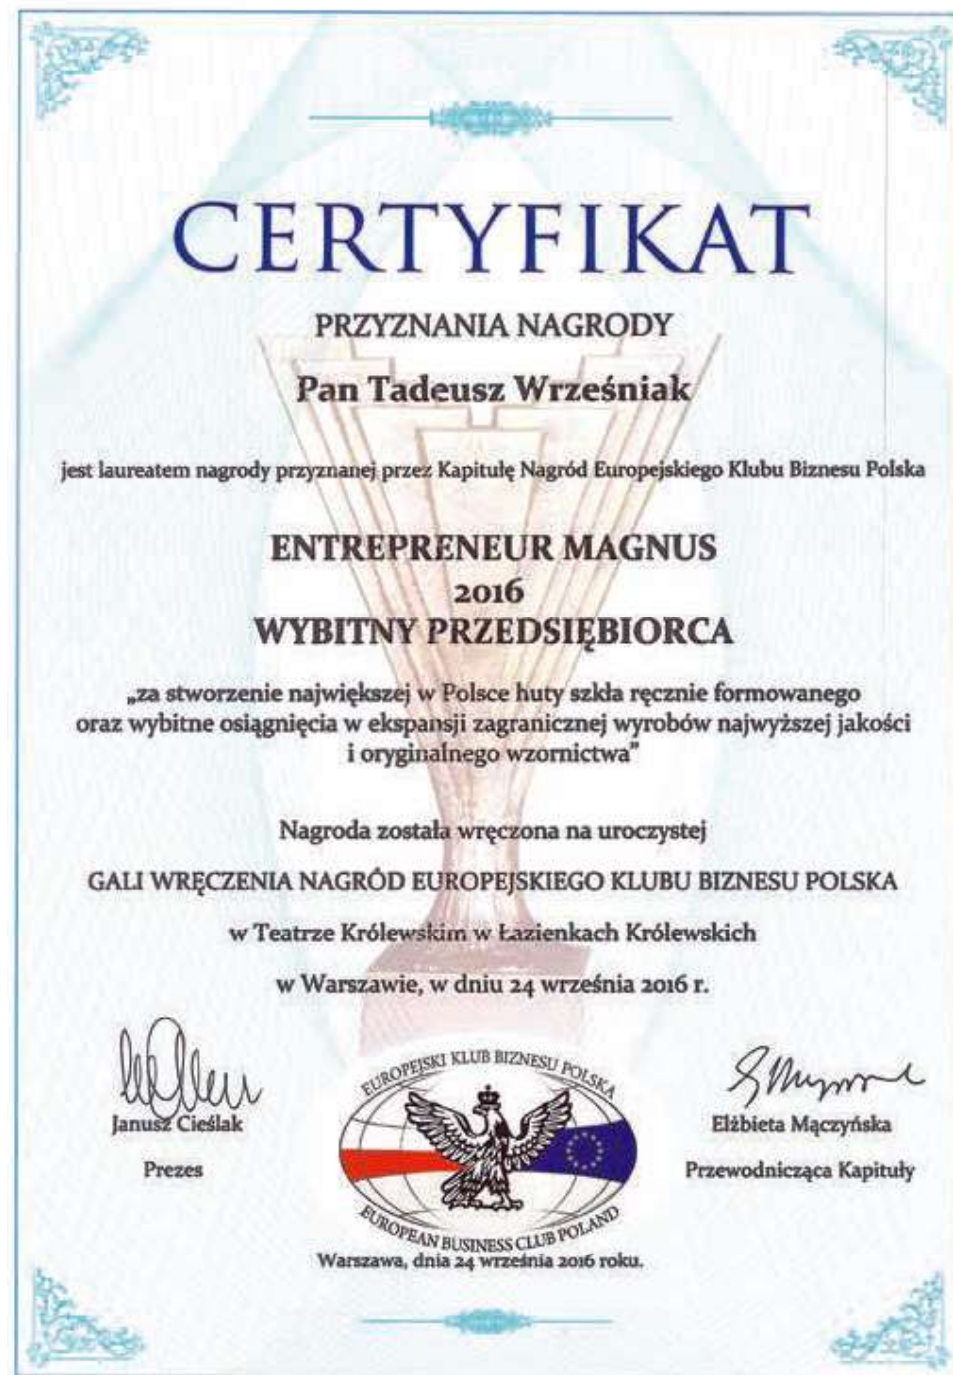 CERTYFIKAT
PRZYZNANIA NAGRODY
Pan Tadeusz Wrześniak
jest laureatem nagrody przyznanej przez Kapitułę Nagród Europejskiego Klubu Biznesu Polska
ENTREPRENEUR MAGNUS
2016
WYBITNY PRZEDSIĘBIORCA
„za stworzenie największej w Polsce huty szkła ręcznie formowanego
oraz wybitne osiągnięcia w ekspansji zagranicznej wyrobów najwyższej jakości
i oryginalnego wzornictwa”
Nagroda została wręczona na uroczystej
GALI WRĘCZENIA NAGRÓD EUROPEJSKIEGO KLUBU BIZNESU POLSKA
w Teatrze Królewskim w Łazienkach Królewskich
w Warszawie, w dniu 24 września 2016 r.
Janusz Cieślak
Prezes
EUROPEJSKI KLUB BIZNESU POLSKA
EUROPEAN BUSINESS CLUB POLAND
Elżbieta Mączyńska
Przewodnicząca Kapituły
Warszawa, dnia 24 września 2016 roku.